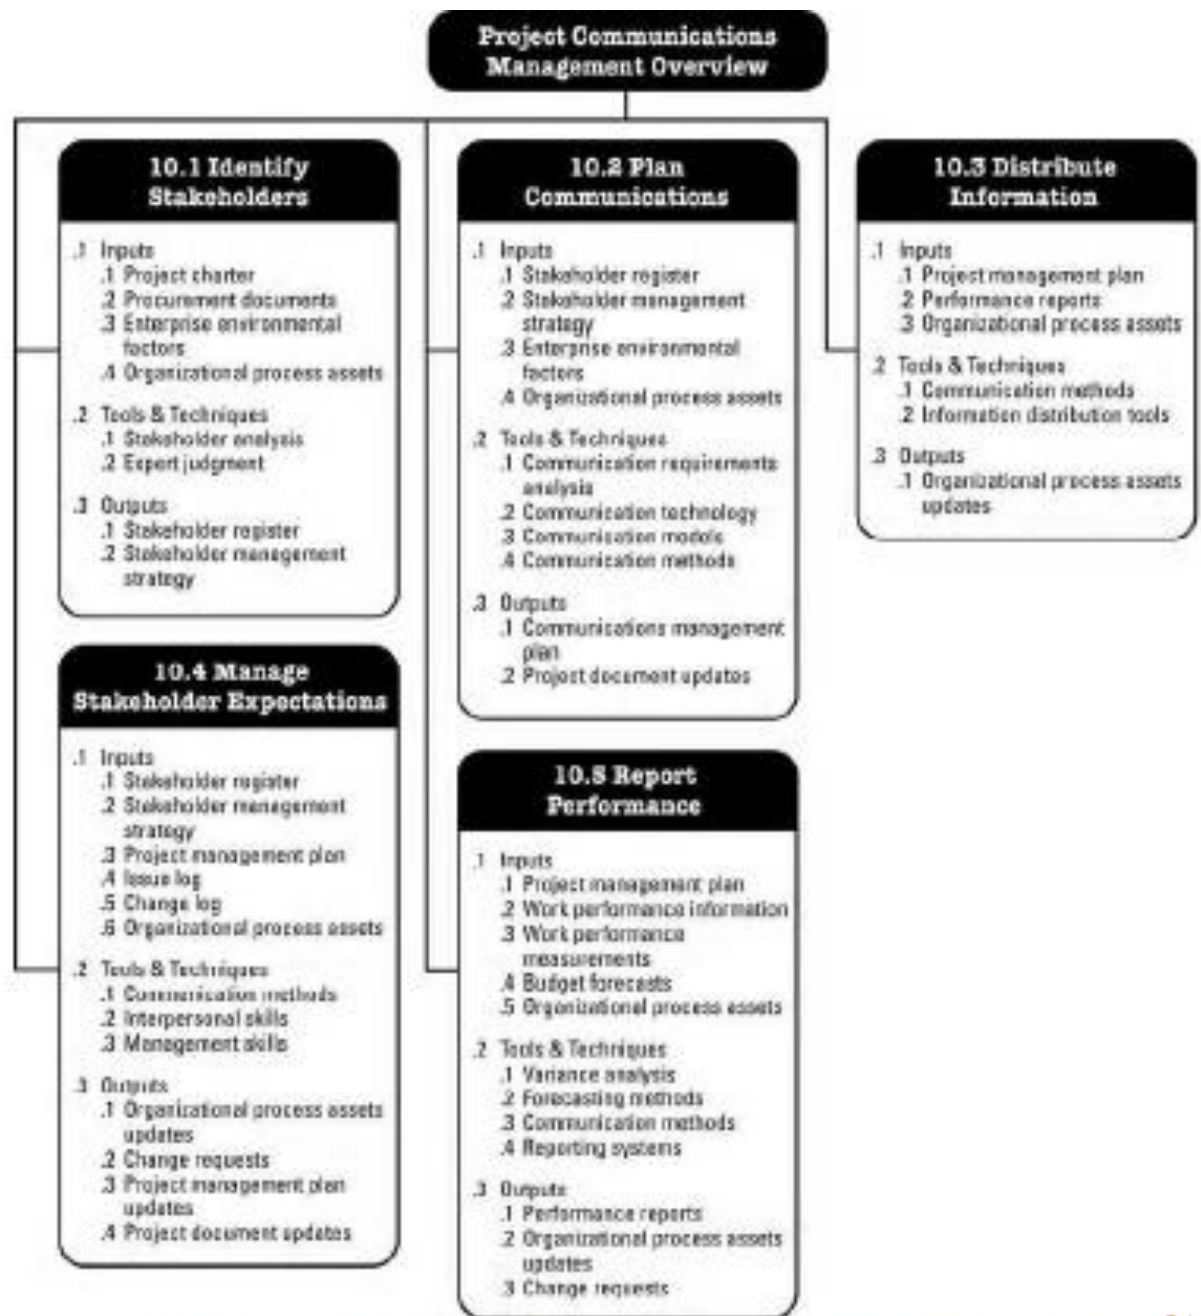 Project Communications
Management Overview
10.1 Identify
Stakeholders
.1 Inputs
.1 Project charter
.2 Procurement documents
.3 Enterprise environmental
factors
.4 Organizational process assets
.2 Tools & Techniques
.1 Stakeholder analysis
.2 Expert judgment
.3 Outputs
.1 Stakeholder register
.2 Stakeholder management
strategy
10.2 Plan
Communications
.1 Inputs
.1 Stakeholder register
.2 Stakeholder management
strategy
.3 Enterprise environmental
factors
.4 Organizational process assets
.2 Tools & Techniques
.1 Communication requirements
analysis
.2 Communication technology
.3 Communication models
.4 Communication methods
.3 Outputs
.1 Communications management
plan
.2 Project document updates
10.3 Distribute
Information
.1 Inputs
.1 Project management plan
.2 Performance reports
.3 Organizational process assets
.2 Tools & Techniques
.1 Communication methods
.2 Information distribution tools
.3 Outputs
.1 Organizational process assets
updates
10.4 Manage
Stakeholder Expectations
.1 Inputs
.1 Stakeholder register
.2 Stakeholder management
strategy
.3 Project management plan
.4 Issue log
.5 Change log
.6 Organizational process assets
.2 Tools & Techniques
.1 Communication methods
.2 Interpersonal skills
.3 Management skills
.3 Outputs
.1 Organizational process assets
updates
.2 Change requests
.3 Project management plan
updates
.4 Project document updates
10.5 Report
Performance
.1 Inputs
.1 Project management plan
.2 Work performance information
.3 Work performance
measurements
.4 Budget forecasts
.5 Organizational process assets
.2 Tools & Techniques
.1 Variance analysis
.2 Forecasting methods
.3 Communication methods
.4 Reporting systems
.3 Outputs
.1 Performance reports
.2 Organizational process assets
updates
.3 Change requests